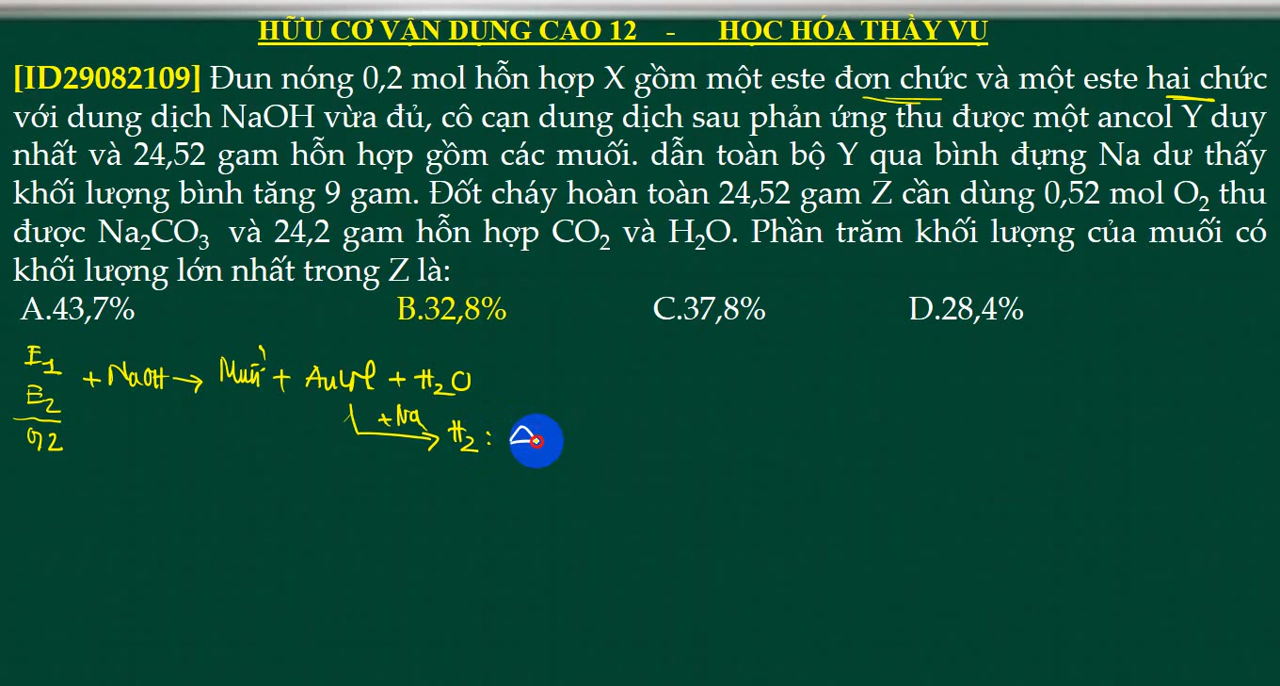 HỮU CƠ VẬN DỤNG CAO 12 - HỌC HÓA THẦY VỤ
[ID29082109] Đun nóng 0,2 mol hỗn hợp X gồm một este đơn chức và một este hai chức
với dung dịch NaOH vừa đủ, cô cạn dung dịch sau phản ứng thu được một ancol Y duy
nhất và 24,52 gam hỗn hợp gồm các muối. dẫn toàn bộ Y qua bình đựng Na dư thấy
khối lượng bình tăng 9 gam. Đốt cháy hoàn toàn 24,52 gam Z cần dùng 0,52 mol O₂ thu
được Na₂CO₃ và 24,2 gam hỗn hợp CO₂ và H₂O. Phần trăm khối lượng của muối có
khối lượng lớn nhất trong Z là:
A.43,7% B.32,8% C.37,8% D.28,4%
E₁
+ NaOH → Muối + Ancol + H₂O
E₂
+Na → H₂ :
0,2